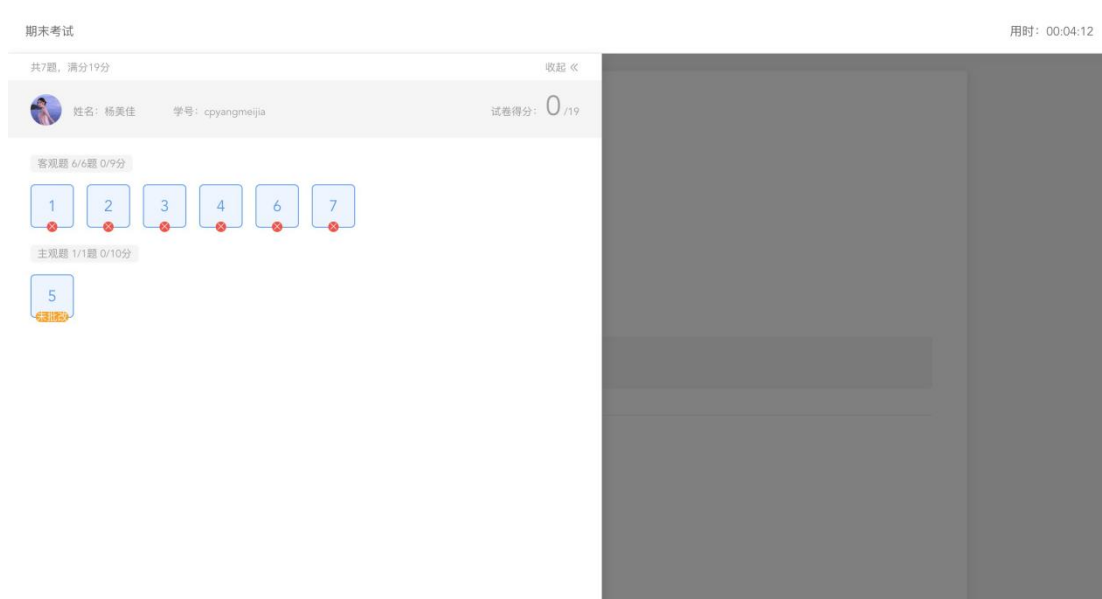 期末考试 用时：00:04:12
共7题，满分19分 收起 《
姓名：杨美佳 学号：cpyangmeijia 试卷得分：0/19
客观题 6/6题 0/9分
1 2 3 4 6 7
主观题 1/1题 0/10分
5
未批改